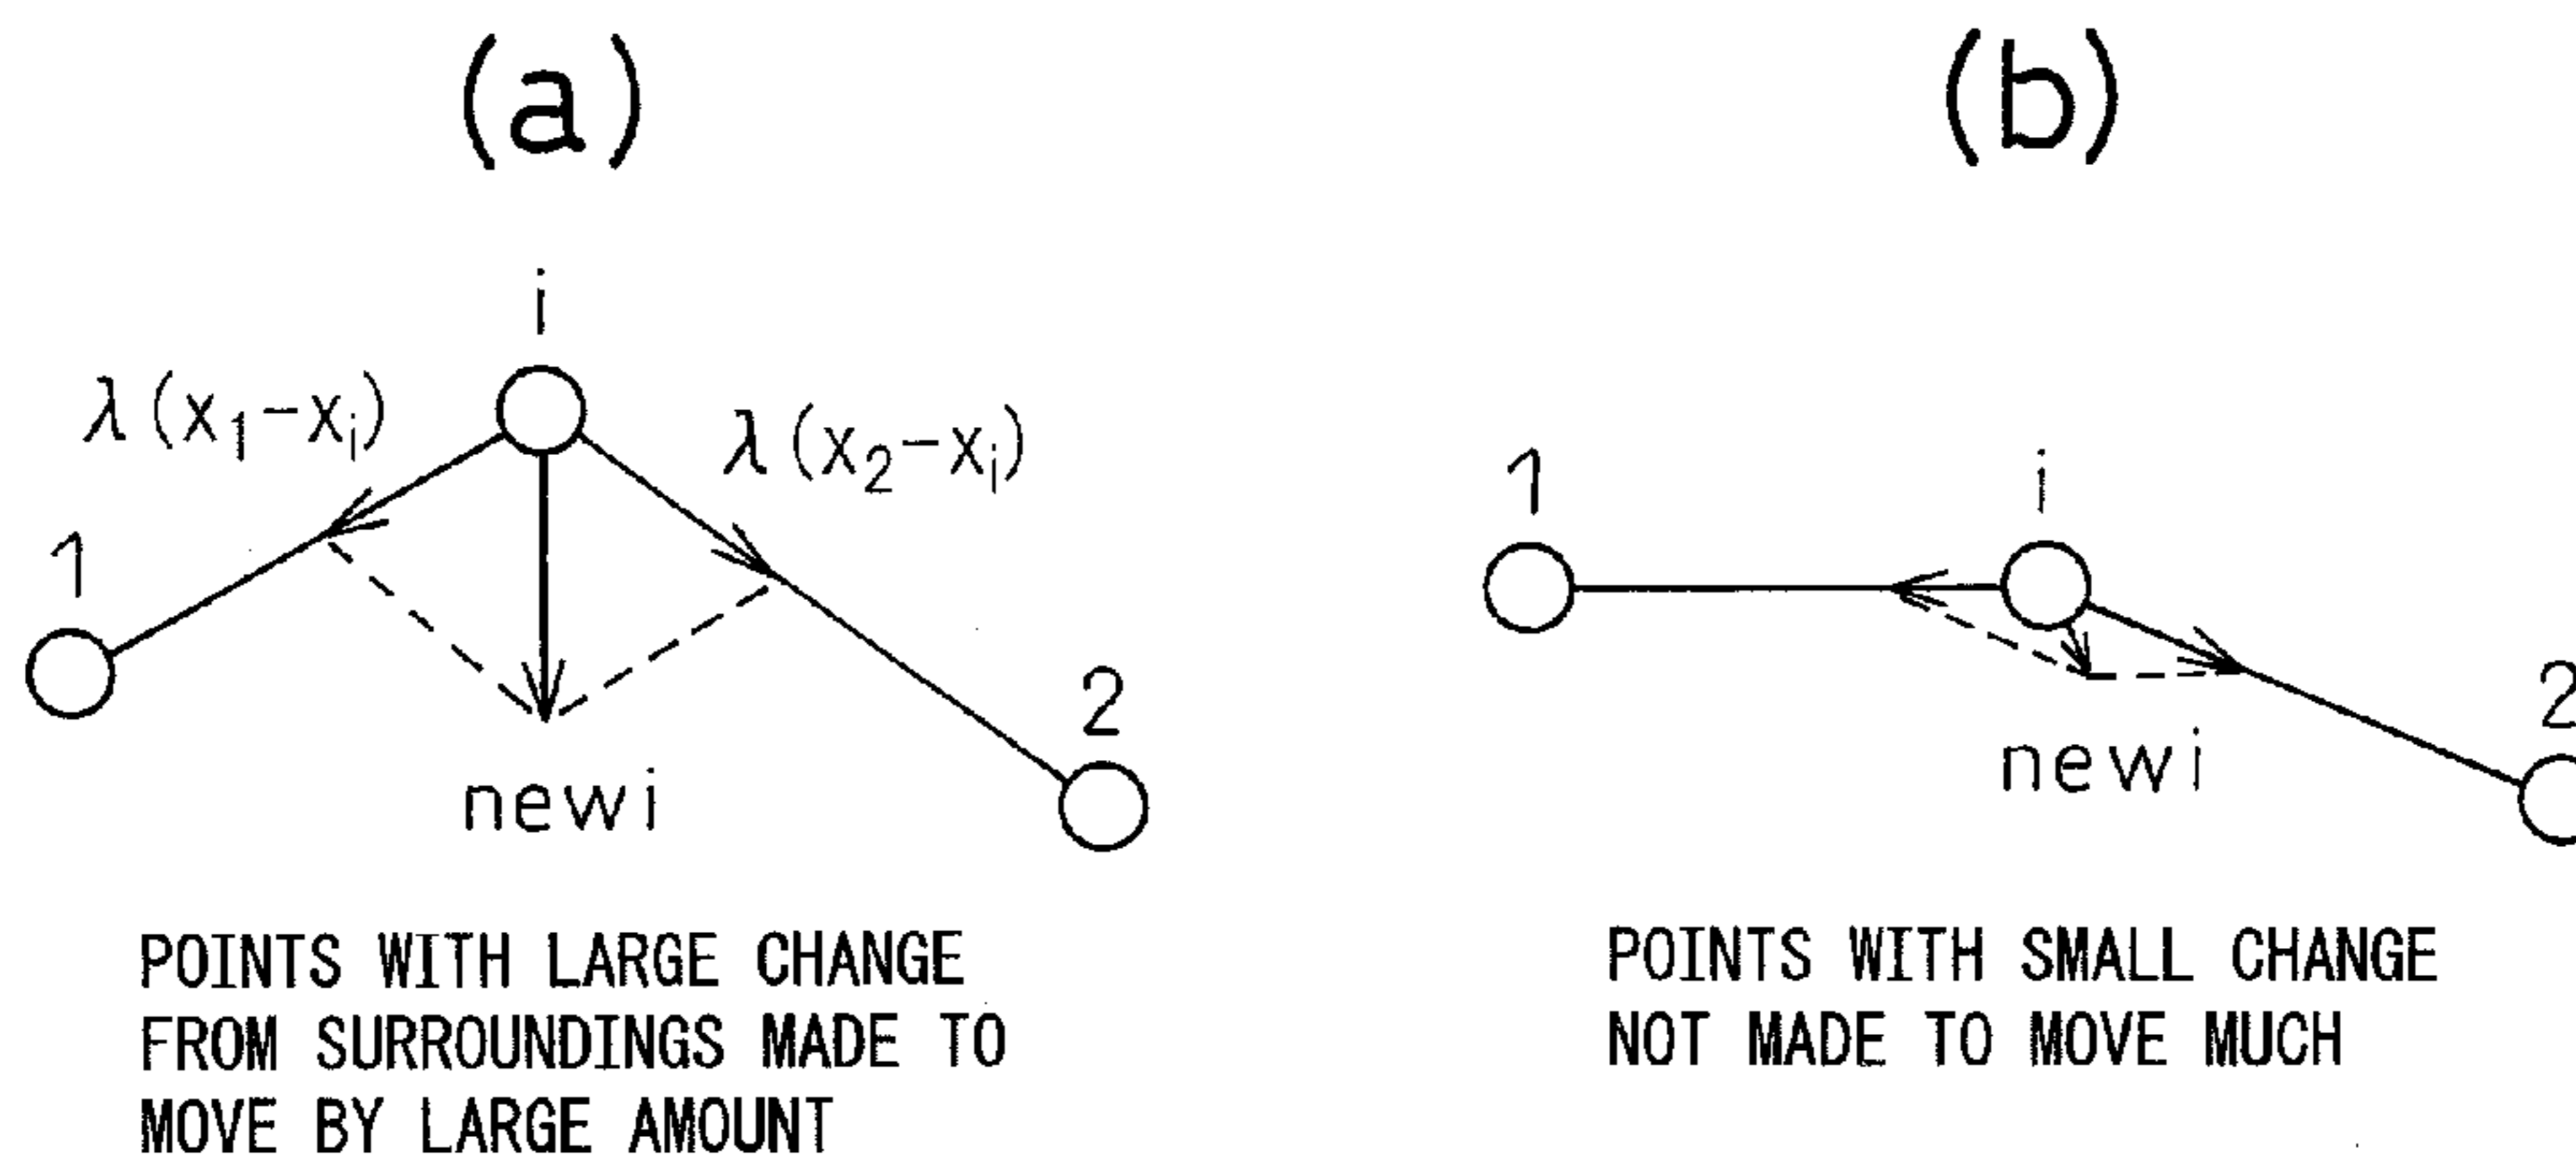 (a)
i
λ(x₁-xᵢ)
λ(x₂-xᵢ)
1
2
newi
POINTS WITH LARGE CHANGE
FROM SURROUNDINGS MADE TO
MOVE BY LARGE AMOUNT
(b)
1
i
2
newi
POINTS WITH SMALL CHANGE
NOT MADE TO MOVE MUCH